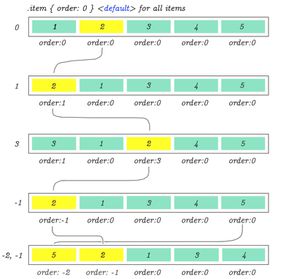 .item { order: 0 } <default> for all items
0 1 2 3 4 5
order:0 order:0 order:0 order:0 order:0
1 2 1 3 4 5
order:1 order:0 order:0 order:0 order:0
3 3 1 2 4 5
order:1 order:0 order:3 order:0 order:0
-1 2 1 3 4 5
order:-1 order:0 order:0 order:0 order:0
-2, -1 5 2 1 3 4
order: -2 order: -1 order:0 order:0 order:0